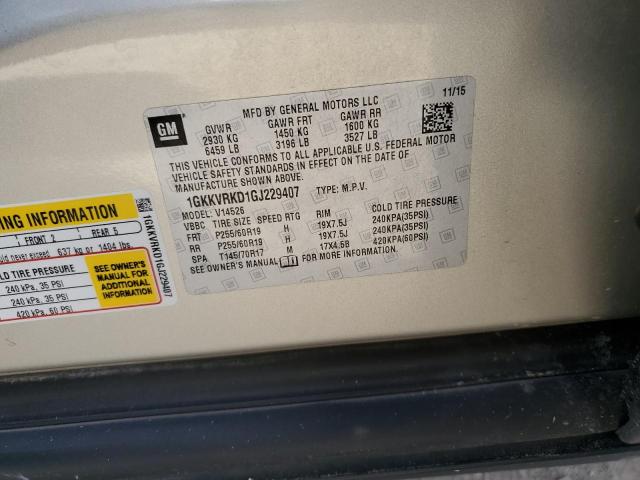 GM
MFD BY GENERAL MOTORS LLC
11/15
GVWR GAWR FRT GAWR RR
2930 KG 1450 KG 1600 KG
6459 LB 3196 LB 3527 LB
THIS VEHICLE CONFORMS TO ALL APPLICABLE U.S. FEDERAL MOTOR
VEHICLE SAFETY STANDARDS IN EFFECT ON THE DATE OF
MANUFACTURE SHOWN ABOVE.
1GKKVRKD1GJ229407 TYPE: M.P.V.
MODEL: V14526
VBBC TIRE SIZE SPEED RTG RIM COLD TIRE PRESSURE
FRT P255/60R19 H 19X7.5J 240KPA(35PSI)
RR P255/60R19 H 19X7.5J 240KPA(35PSI)
SPA T145/70R17 M 17X4.5B 420KPA(60PSI)
SEE OWNER'S MANUAL FOR MORE INFORMATION.
ING INFORMATION
FRONT 2 REAR 5
exceed 637 kg or 1404 lbs.
COLD TIRE PRESSURE
240 kPa, 35 PSI
240 kPa, 35 PSI
420 kPa, 60 PSI
SEE OWNER'S
MANUAL FOR
ADDITIONAL
INFORMATION
1GKKVRKD1GJ229407